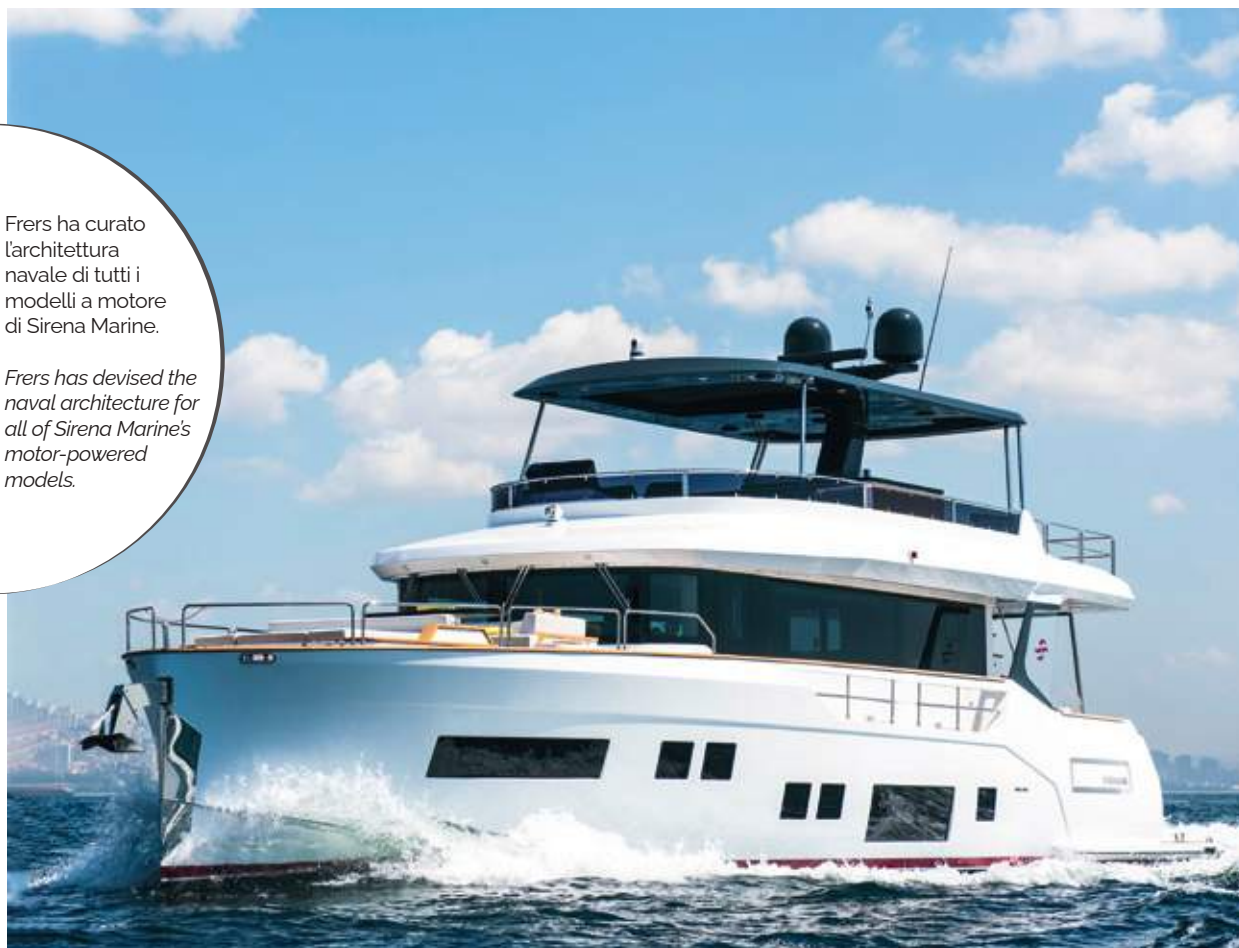 Frers ha curato
l'architettura
navale di tutti i
modelli a motore
di Sirena Marine.
Frers has devised the
naval architecture for
all of Sirena Marine's
motor-powered
models.